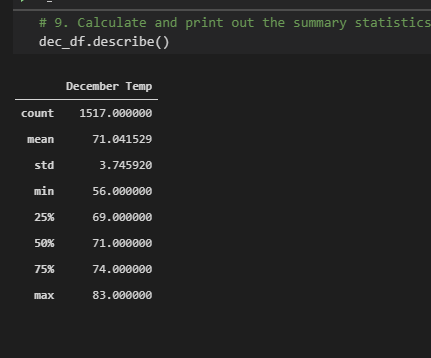 # 9. Calculate and print out the summary statistics
dec_df.describe()
December Temp
count 1517.000000
mean 71.041529
std 3.745920
min 56.000000
25% 69.000000
50% 71.000000
75% 74.000000
max 83.000000